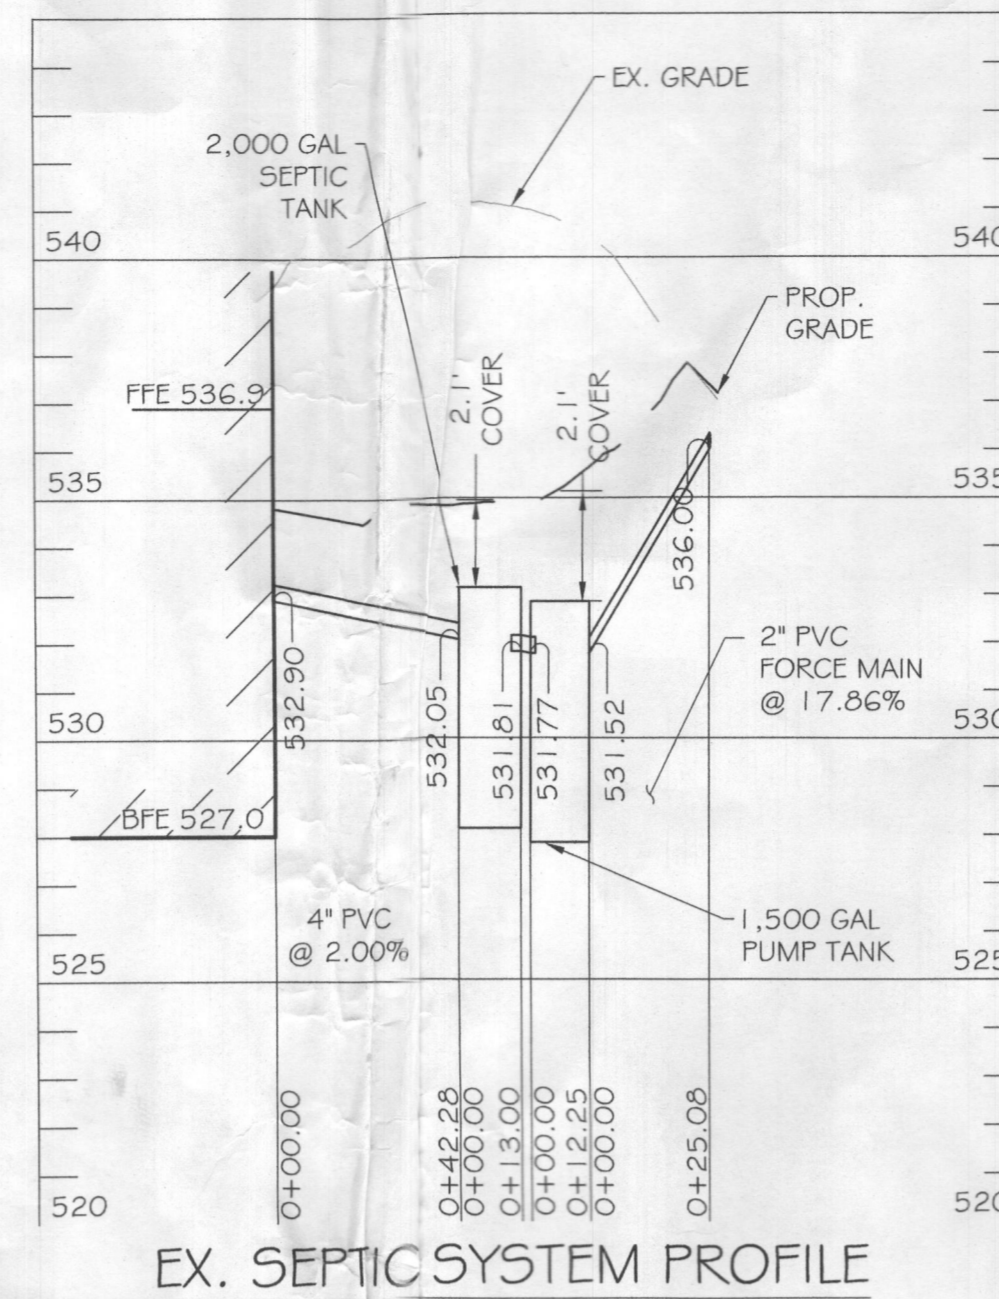 EX. GRADE
2,000 GAL
SEPTIC
TANK
540
540
PROP.
GRADE
2.1'
COVER
2.1'
COVER
FFE 536.9
535
535
536.00
532.90
532.05
531.81
531.77
531.52
2" PVC
FORCE MAIN
@ 17.86%
530
530
BFE 527.0
4" PVC
@ 2.00%
1,500 GAL
PUMP TANK
525
525
0+00.00
0+42.28
0+00.00
0+13.00
0+00.00
0+12.25
0+00.00
0+25.08
520
520
EX. SEPTIC SYSTEM PROFILE